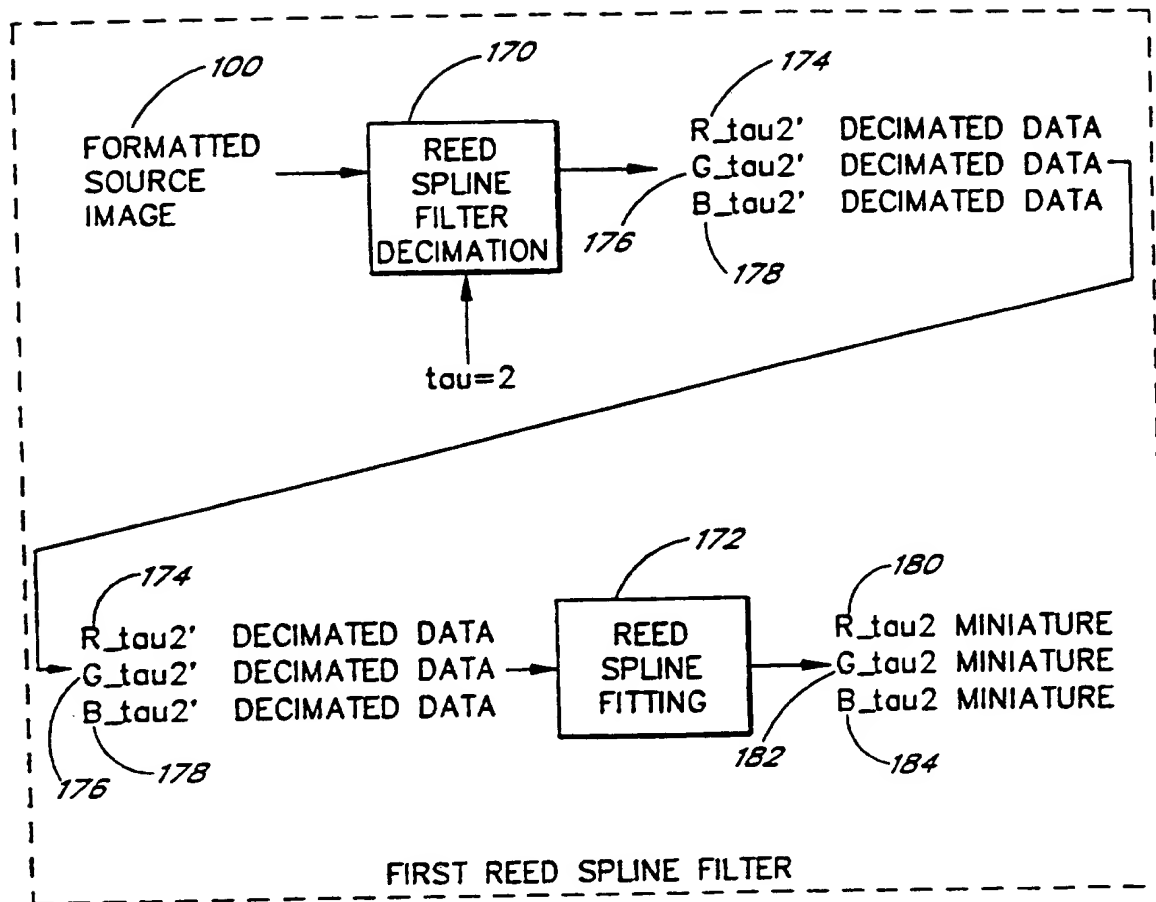 100
170
174
FORMATTED
SOURCE
IMAGE
REED
SPLINE
FILTER
DECIMATION
R_tau2' DECIMATED DATA
G_tau2' DECIMATED DATA
B_tau2' DECIMATED DATA
176
178
tau=2
174
172
180
R_tau2' DECIMATED DATA
G_tau2' DECIMATED DATA
B_tau2' DECIMATED DATA
REED
SPLINE
FITTING
R_tau2 MINIATURE
G_tau2 MINIATURE
B_tau2 MINIATURE
176
178
182
184
FIRST REED SPLINE FILTER